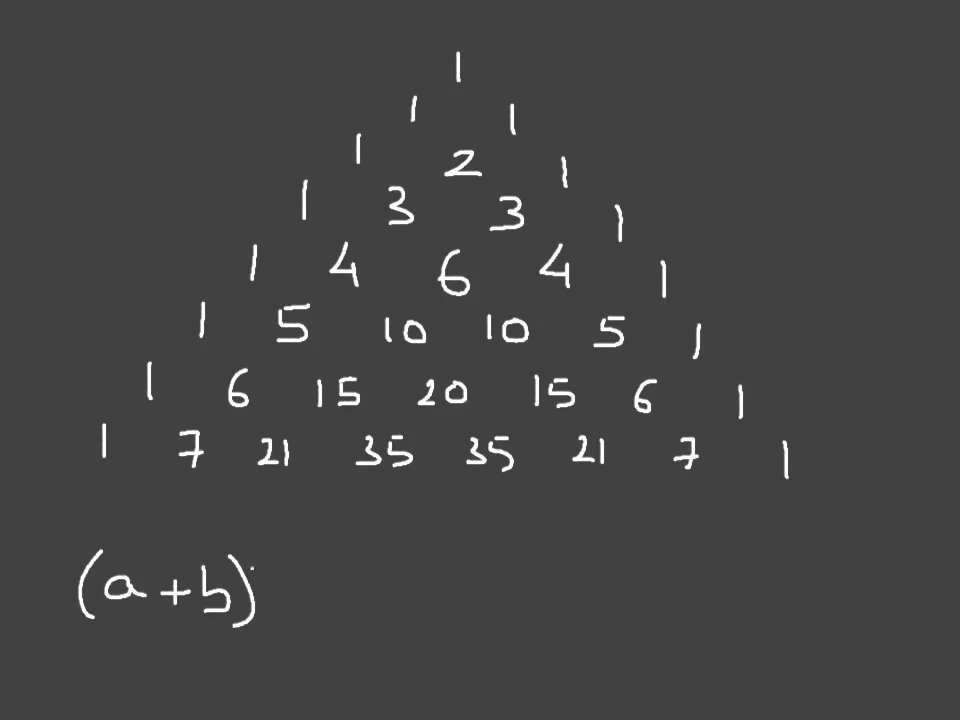 1
1 1
1 2 1
1 3 3 1
1 4 6 4 1
1 5 10 10 5 1
1 6 15 20 15 6 1
1 7 21 35 35 21 7 1
(a+b)